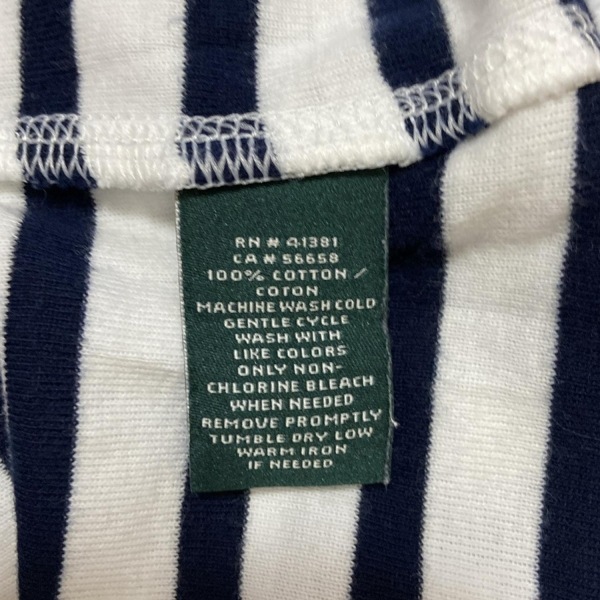 RN # 41381
CA # 56658
100% COTTON /
COTON
MACHINE WASH COLD
GENTLE CYCLE
WASH WITH
LIKE COLORS
ONLY NON-
CHLORINE BLEACH
WHEN NEEDED
REMOVE PROMPTLY
TUMBLE DRY LOW
WARM IRON
IF NEEDED